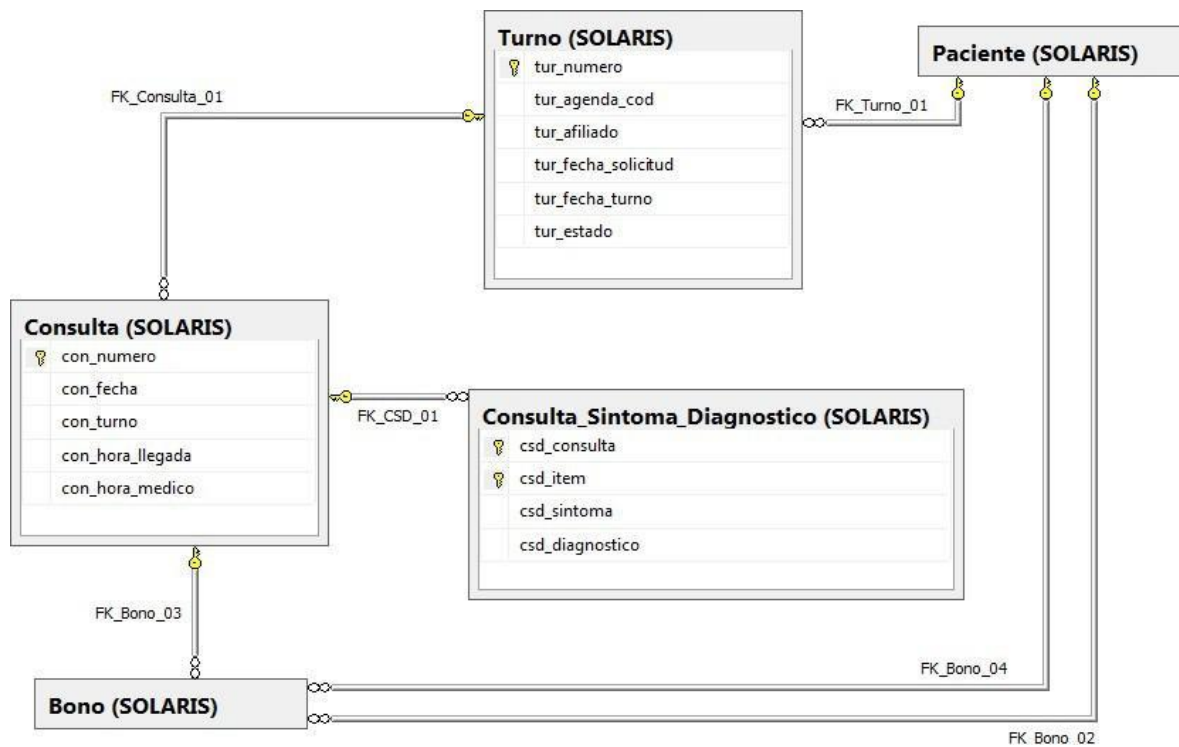 Turno (SOLARIS)
tur_numero
tur_agenda_cod
tur_afiliado
tur_fecha_solicitud
tur_fecha_turno
tur_estado
Paciente (SOLARIS)
FK_Consulta_01
FK_Turno_01
Consulta (SOLARIS)
con_numero
con_fecha
con_turno
con_hora_llegada
con_hora_medico
FK_CSD_01
Consulta_Sintoma_Diagnostico (SOLARIS)
csd_consulta
csd_item
csd_sintoma
csd_diagnostico
FK_Bono_03
FK_Bono_04
Bono (SOLARIS)
FK_Bono_02